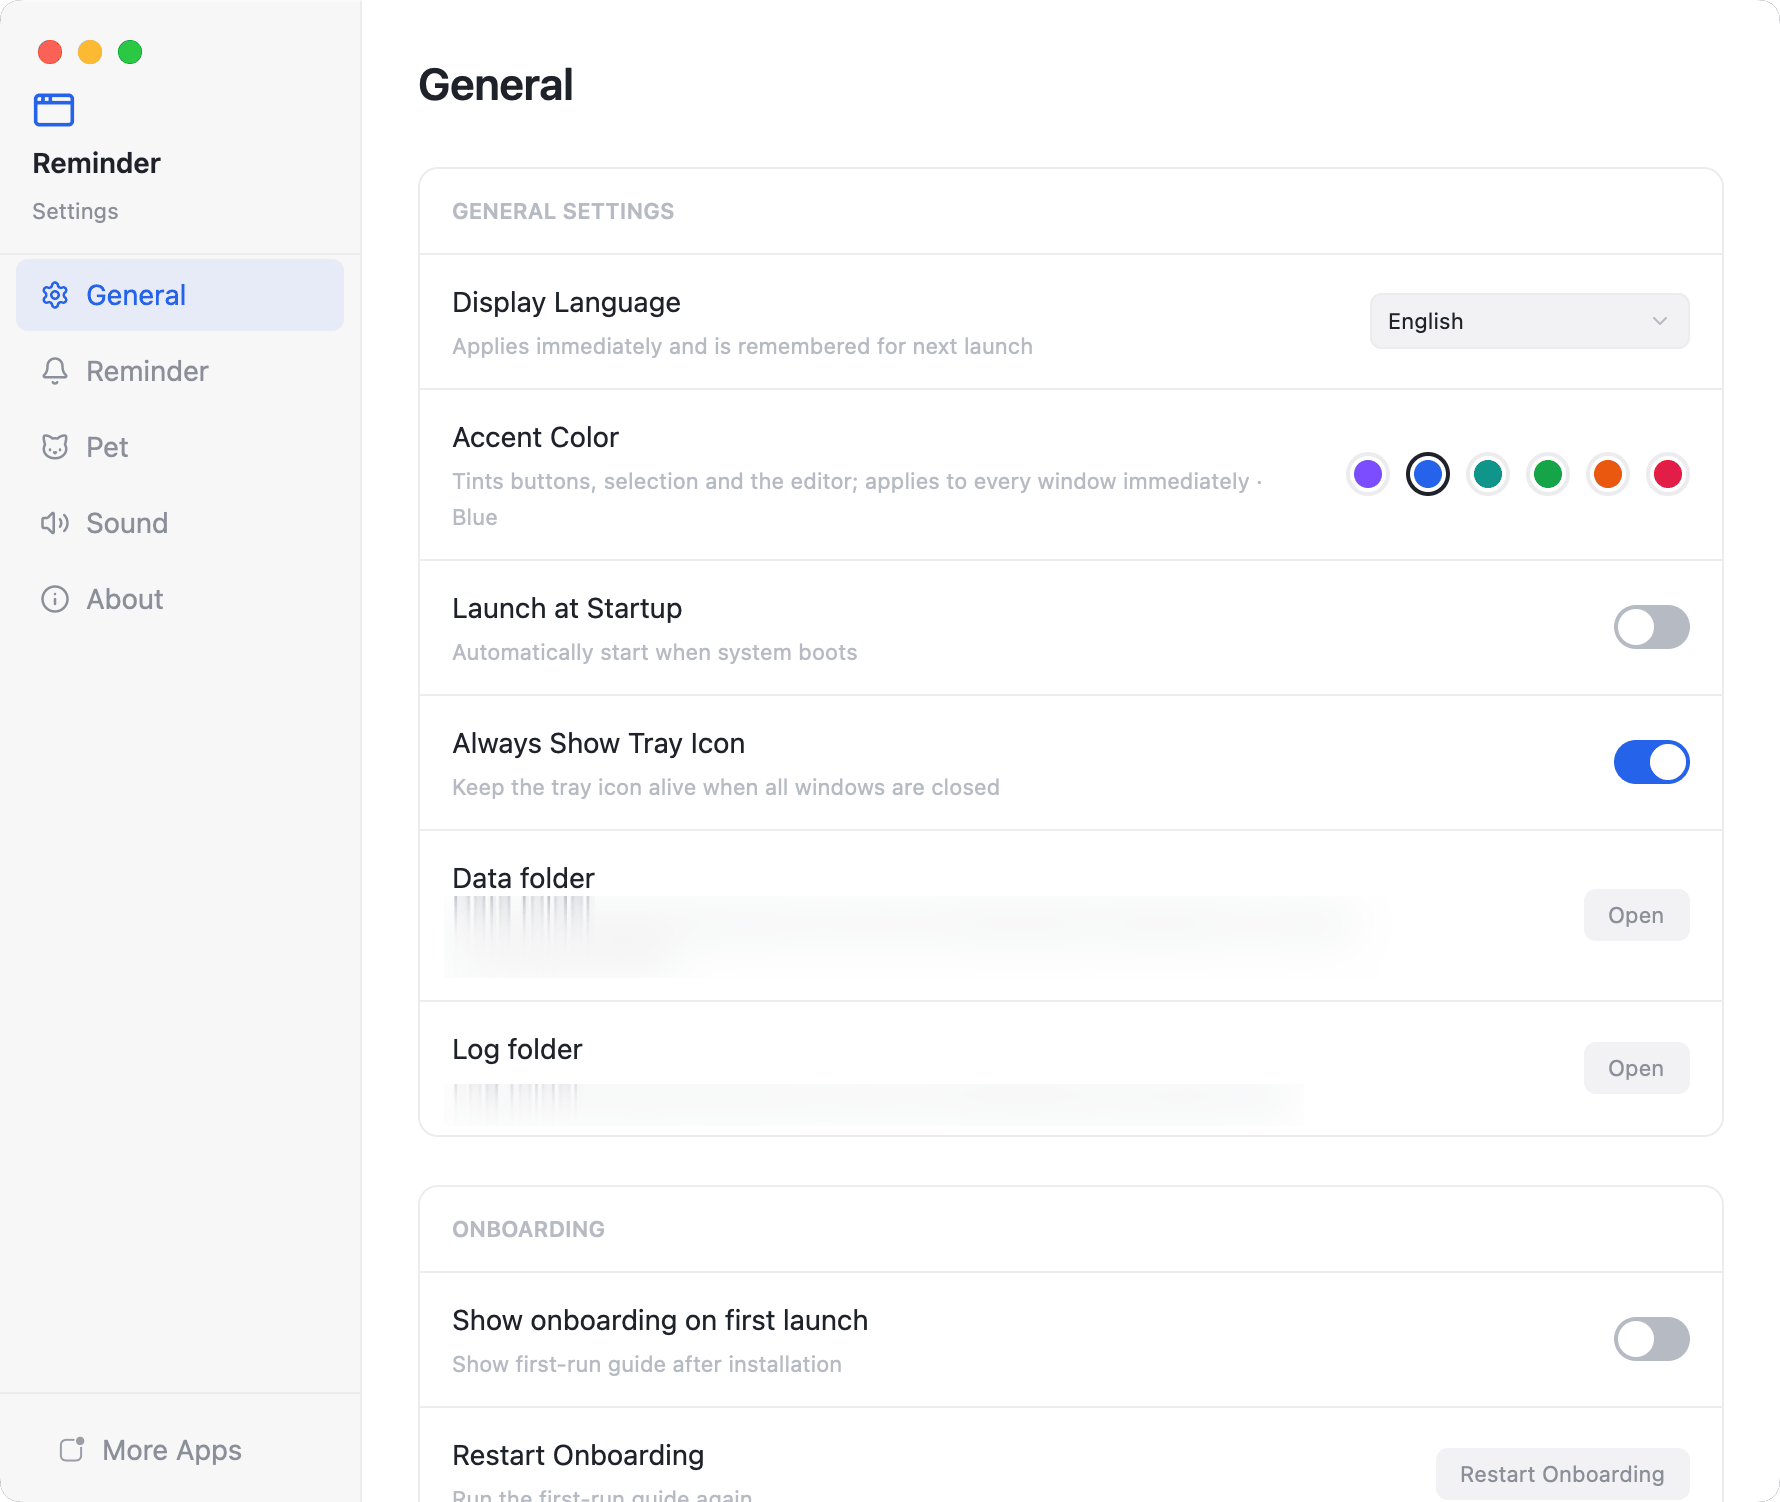 Reminder
Settings
General
Reminder
Pet
Sound
About
More Apps
General
GENERAL SETTINGS
Display Language
Applies immediately and is remembered for next launch
English
Accent Color
Tints buttons, selection and the editor; applies to every window immediately ·
Blue
Launch at Startup
Automatically start when system boots
Always Show Tray Icon
Keep the tray icon alive when all windows are closed
Data folder
Open
Log folder
Open
ONBOARDING
Show onboarding on first launch
Show first-run guide after installation
Restart Onboarding
Run the first-run guide again
Restart Onboarding